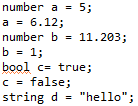 number a = 5;
a = 6.12;
number b = 11.203;
b = 1;
bool c= true;
c = false;
string d = "hello";